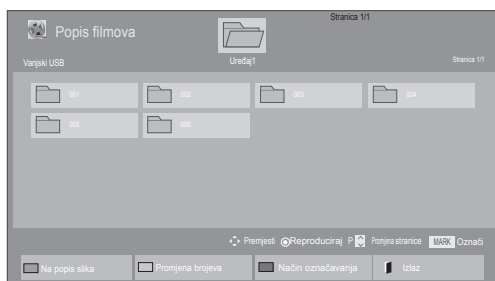 Stranica 1/1
Popis filmova
Vanjski USB
Uređaj1
Stranica 1/1
001 002 003 004
005 006
Premjesti Reproduciraj P Promjena stranice MARK Označi
Na popis slika Promjena brojeva Način označavanja Izlaz